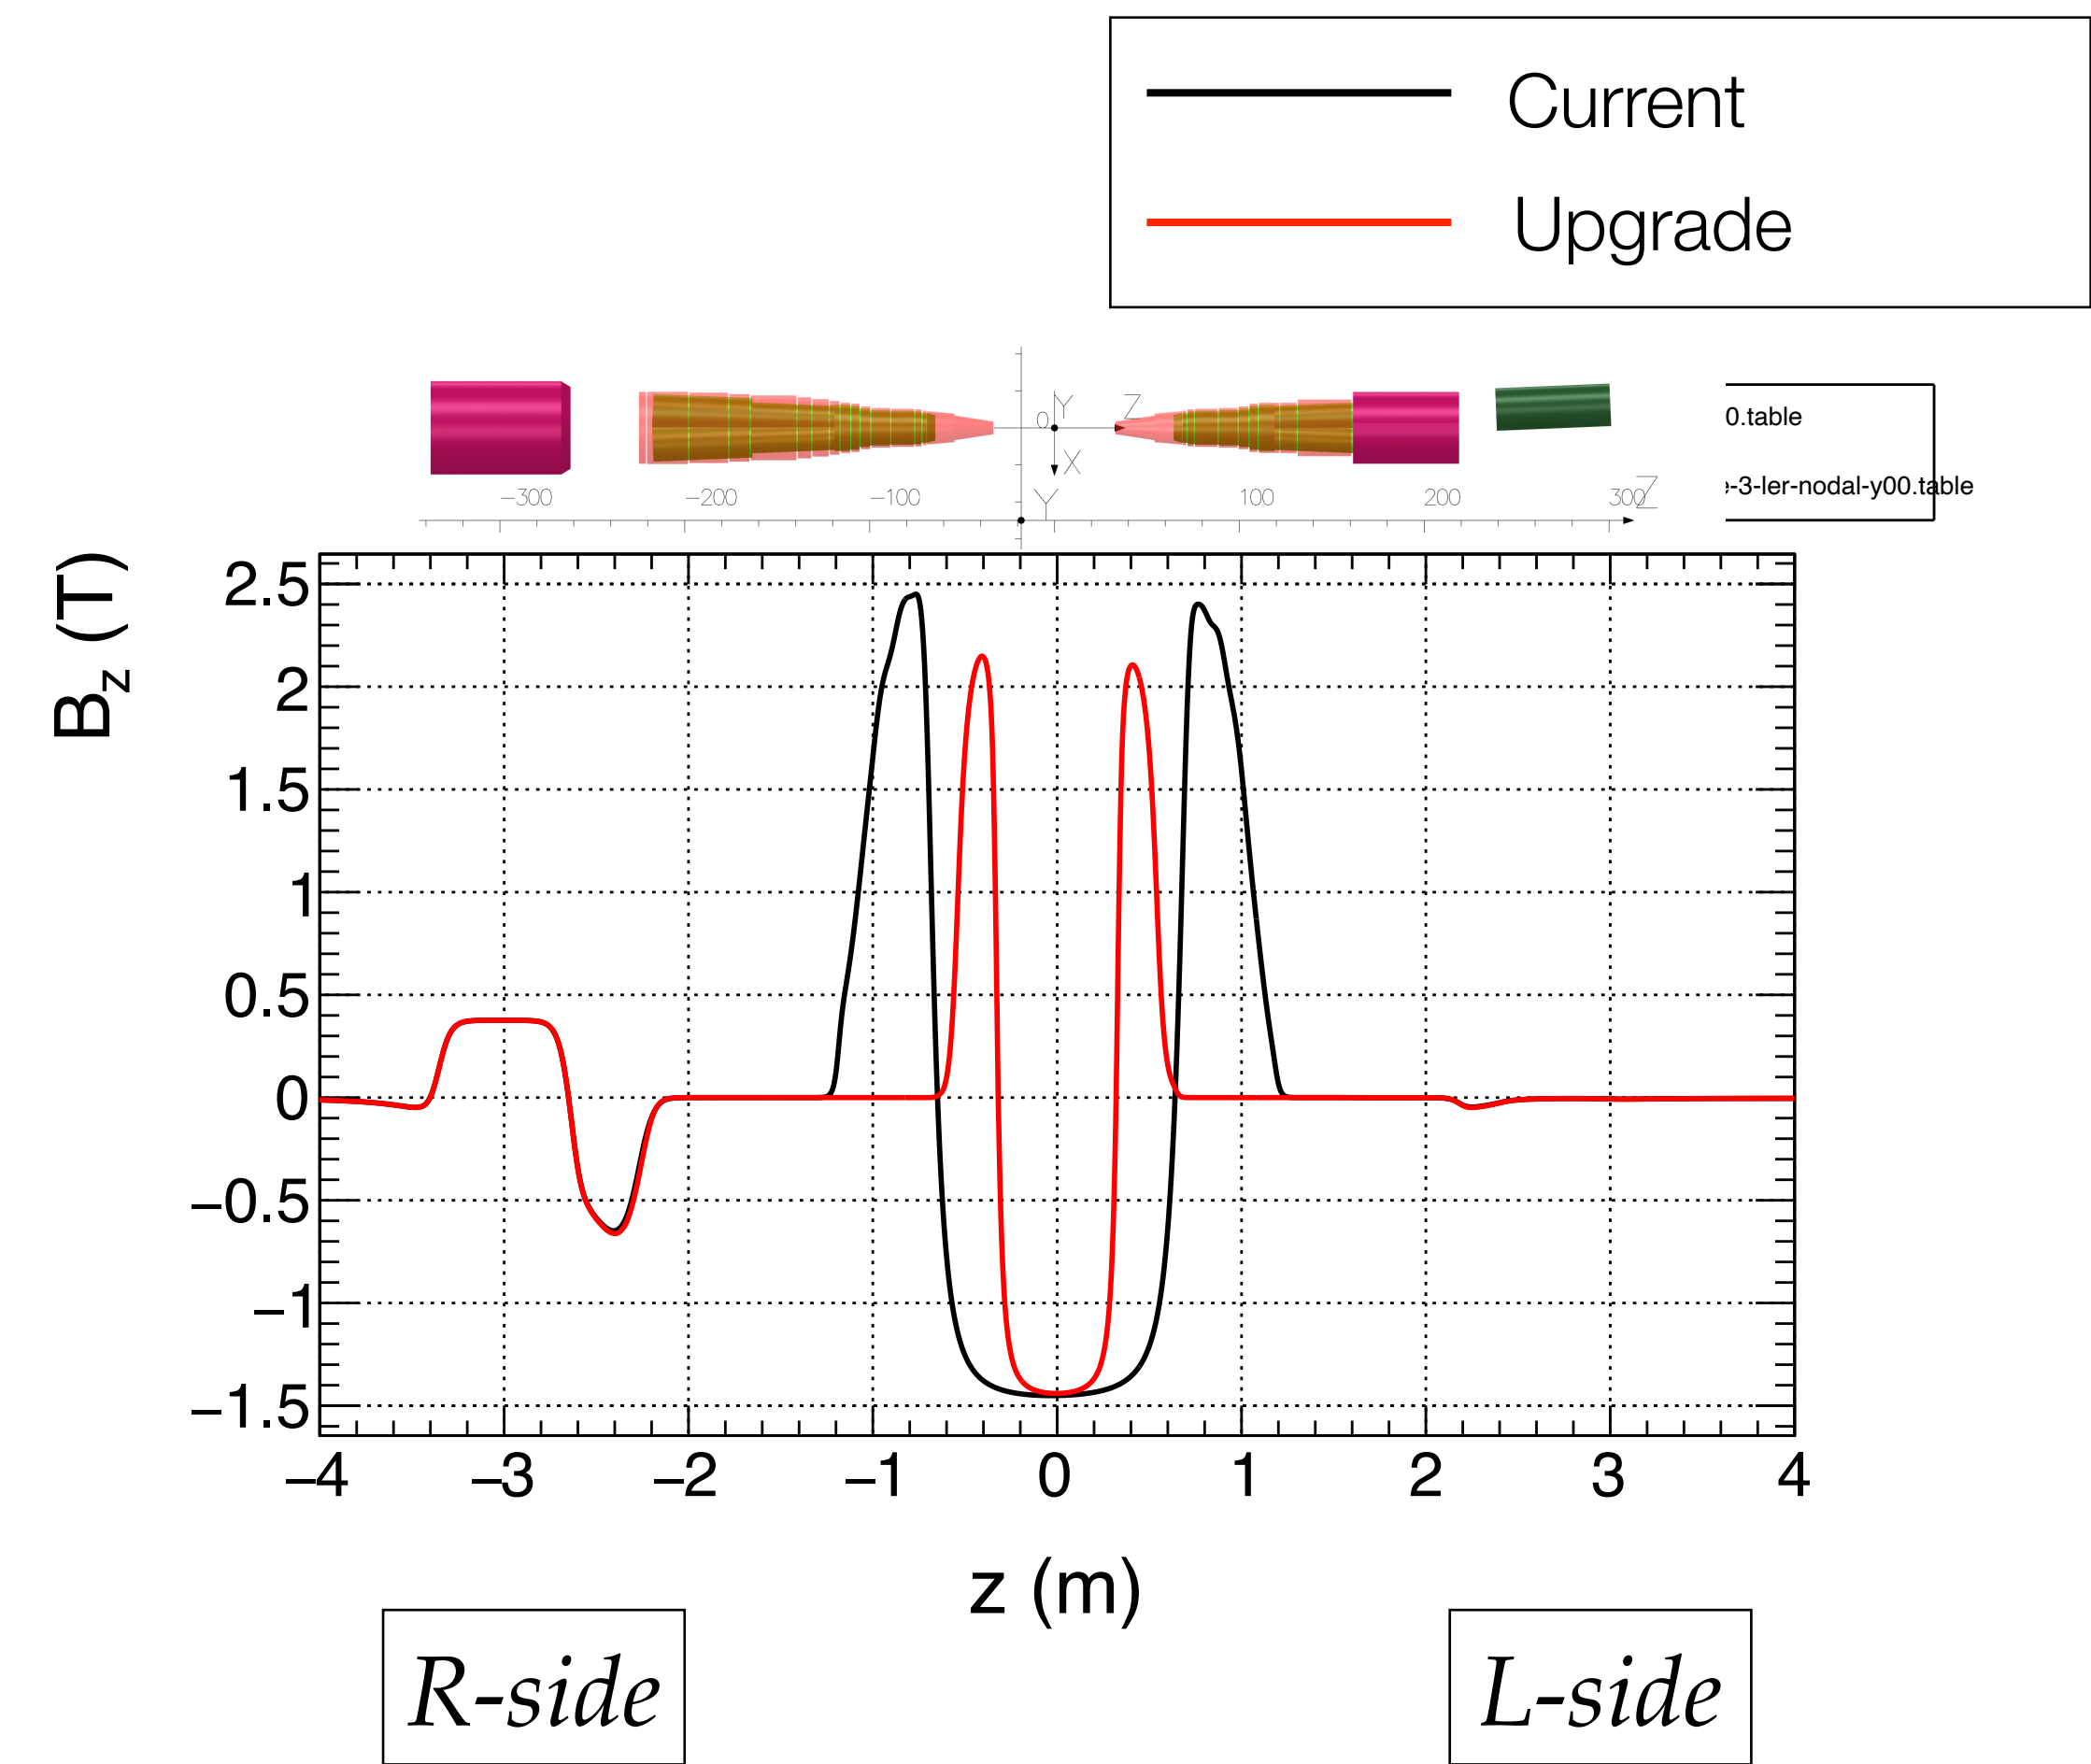 Current
Upgrade
0.table
-3-ler-nodal-y00.table
0 Y Z
X
−300 −200 −100 Y 100 200 300 Z
B_z (T)
2.5
2
1.5
1
0.5
0
−0.5
−1
−1.5
−4 −3 −2 −1 0 1 2 3 4
z (m)
R-side L-side